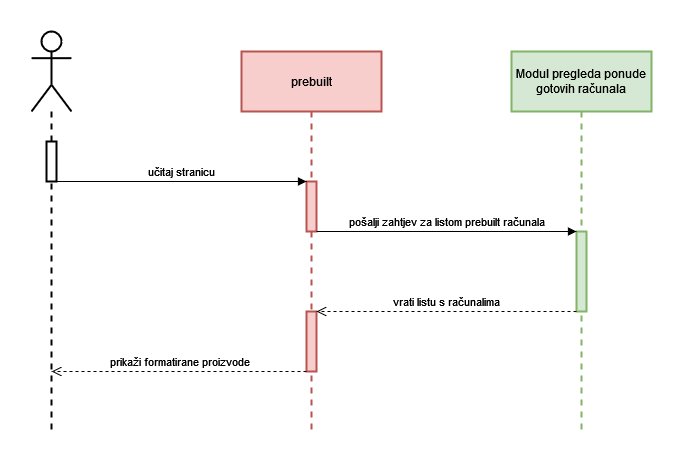 prebuilt
Modul pregleda ponude
gotovih računala
učitaj stranicu
pošalji zahtjev za listom prebuilt računala
vrati listu s računalima
prikaži formatirane proizvode